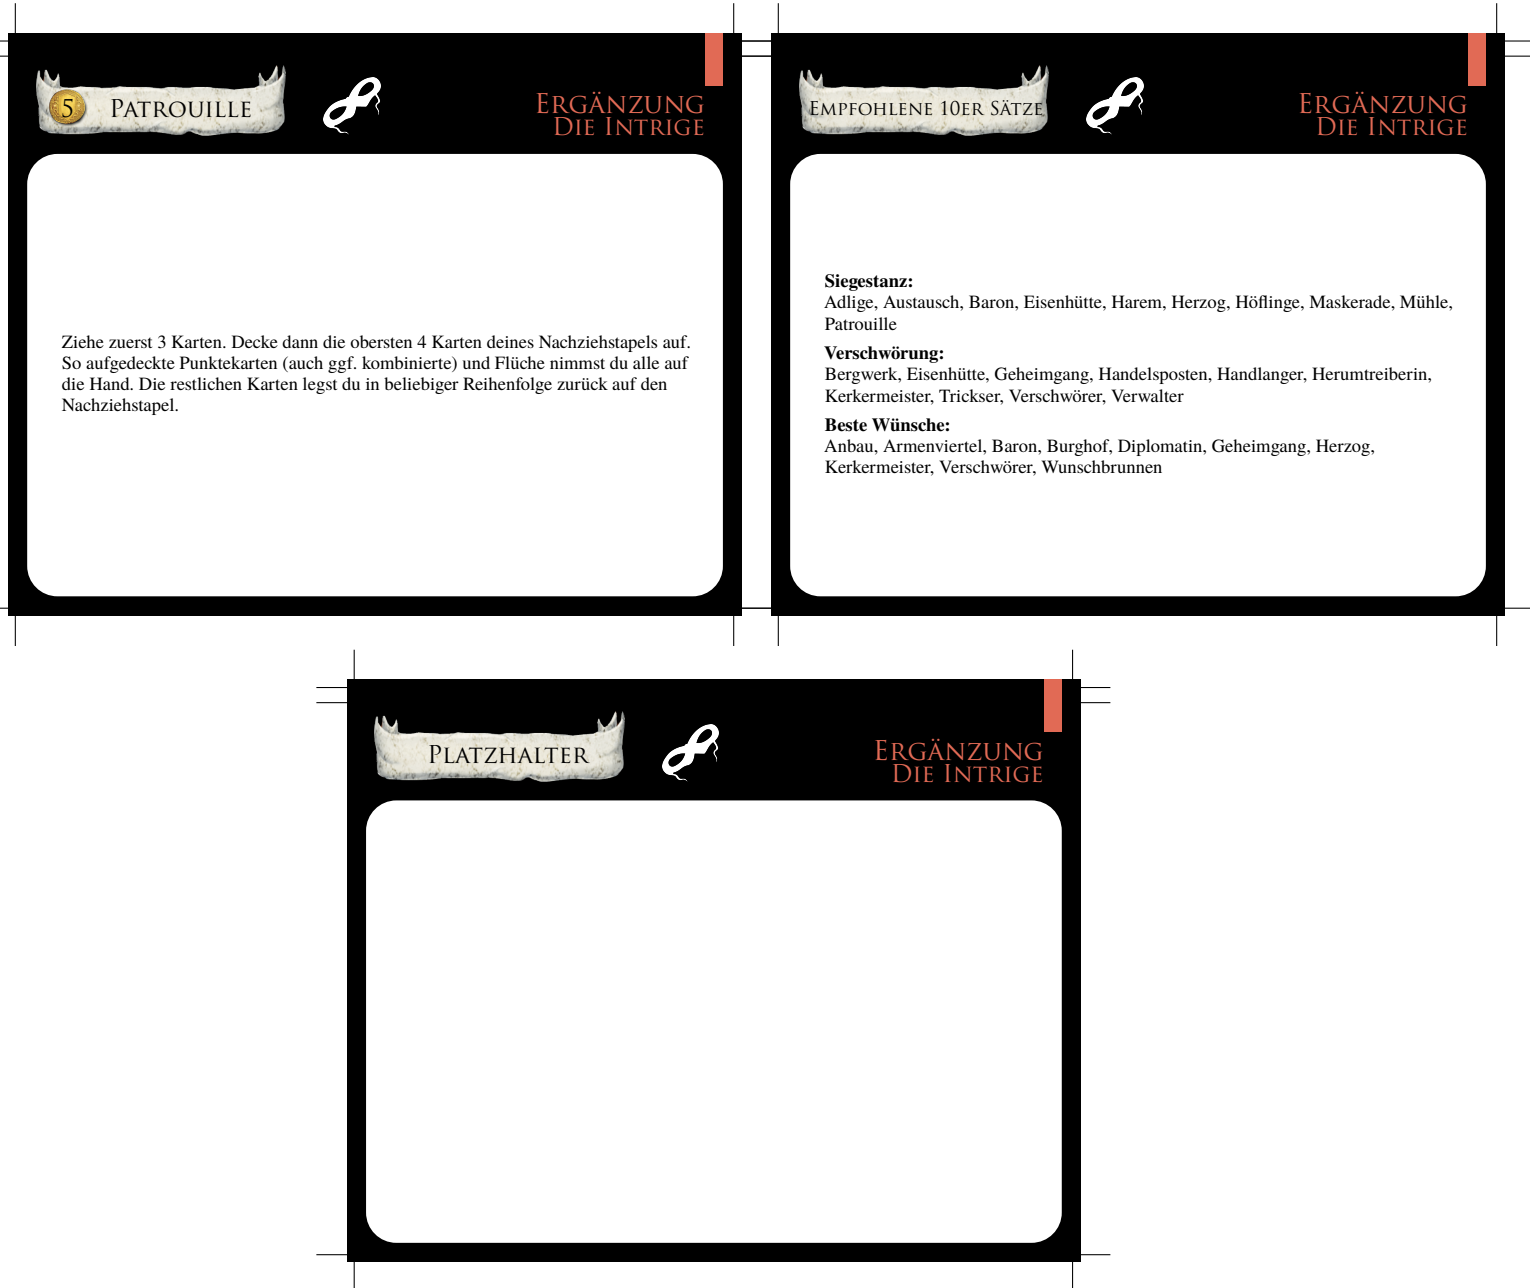 5 PATROUILLE
ERGÄNZUNG
DIE INTRIGE
Ziehe zuerst 3 Karten. Decke dann die obersten 4 Karten deines Nachziehstapels auf.
So aufgedeckte Punktekarten (auch ggf. kombinierte) und Flüche nimmst du alle auf
die Hand. Die restlichen Karten legst du in beliebiger Reihenfolge zurück auf den
Nachziehstapel.
EMPFOHLENE 10ER SÄTZE
ERGÄNZUNG
DIE INTRIGE
Siegestanz:
Adlige, Austausch, Baron, Eisenhütte, Harem, Herzog, Höflinge, Maskerade, Mühle,
Patrouille
Verschwörung:
Bergwerk, Eisenhütte, Geheimgang, Handelsposten, Handlanger, Herumtreiberin,
Kerkermeister, Trickser, Verschwörer, Verwalter
Beste Wünsche:
Anbau, Armenviertel, Baron, Burghof, Diplomatin, Geheimgang, Herzog,
Kerkermeister, Verschwörer, Wunschbrunnen
PLATZHALTER
ERGÄNZUNG
DIE INTRIGE